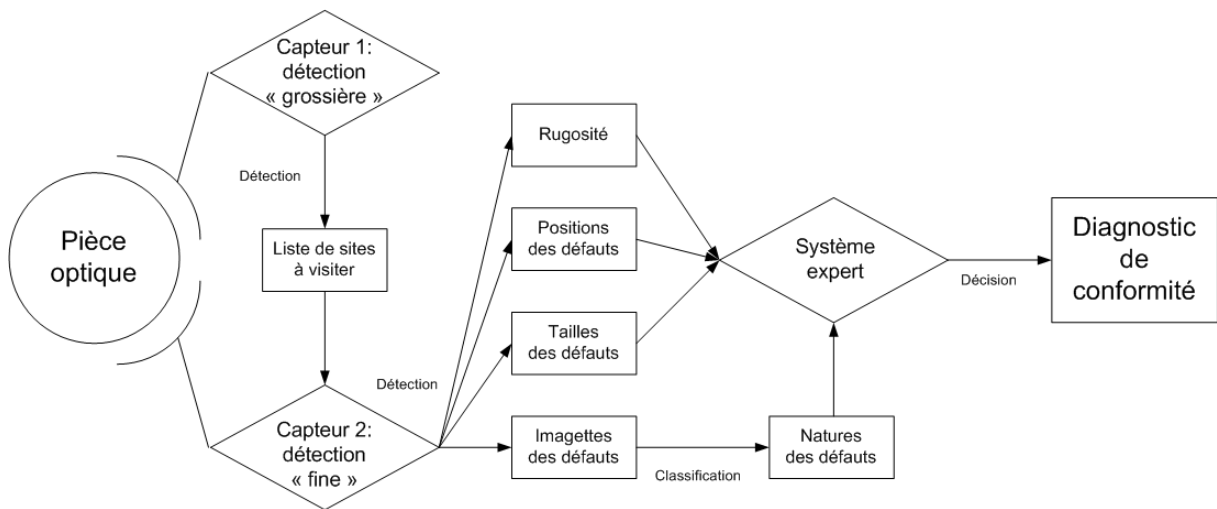 Capteur 1:
détection
« grossière »
Détection
Liste de sites
à visiter
Pièce
optique
Capteur 2:
détection
« fine »
Détection
Rugosité
Positions
des défauts
Tailles
des défauts
Imagettes
des défauts
Classification
Natures
des défauts
Système
expert
Décision
Diagnostic
de
conformité